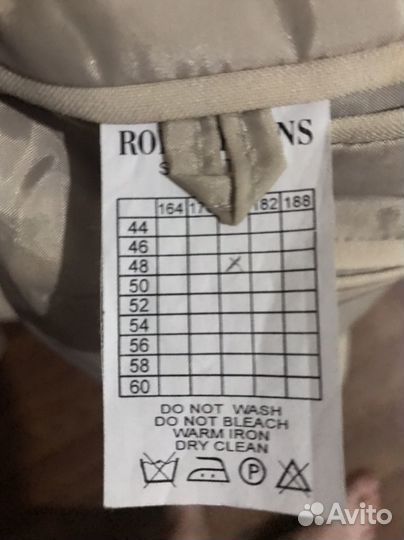 164 182 188
44
46
48 X
50
52
54
56
58
60
DO NOT WASH
DO NOT BLEACH
WARM IRON
DRY CLEAN
P
Avito